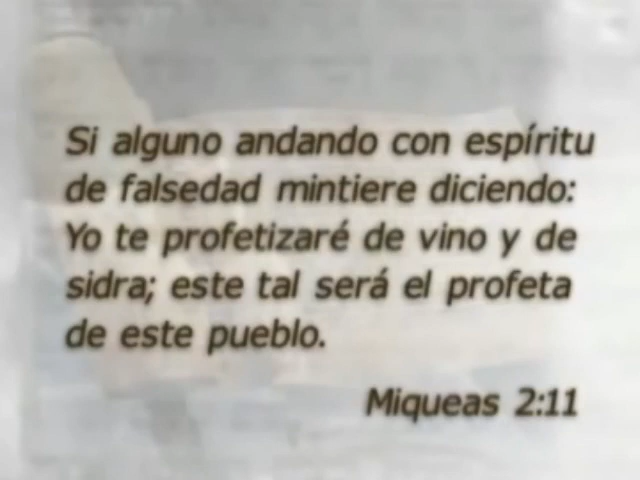 Si alguno andando con espíritu
de falsedad mintiere diciendo:
Yo te profetizaré de vino y de
sidra; este tal será el profeta
de este pueblo.
Miqueas 2:11